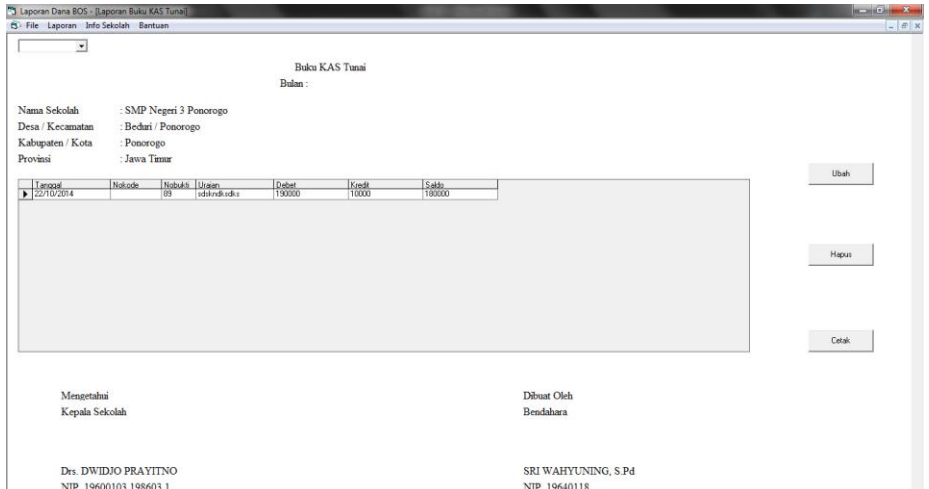 Laporan Dana BOS - [Laporan Buku KAS Tunai]
File Laporan Info Sekolah Bantuan
Buku KAS Tunai
Bulan :
Nama Sekolah : SMP Negeri 3 Ponorogo
Desa / Kecamatan : Beduri / Ponorogo
Kabupaten / Kota : Ponorogo
Provinsi : Jawa Timur
Ubah
Tanggal Nokode Nobukti Uraian Debet Kredit Saldo
22/10/2014 89 sdskndksdks 190000 10000 180000
Hapus
Cetak
Mengetahui Dibuat Oleh
Kepala Sekolah Bendahara
Drs. DWIDJO PRAYITNO SRI WAHYUNING, S.Pd
NIP. 19600103 198603 1 NIP. 19640118